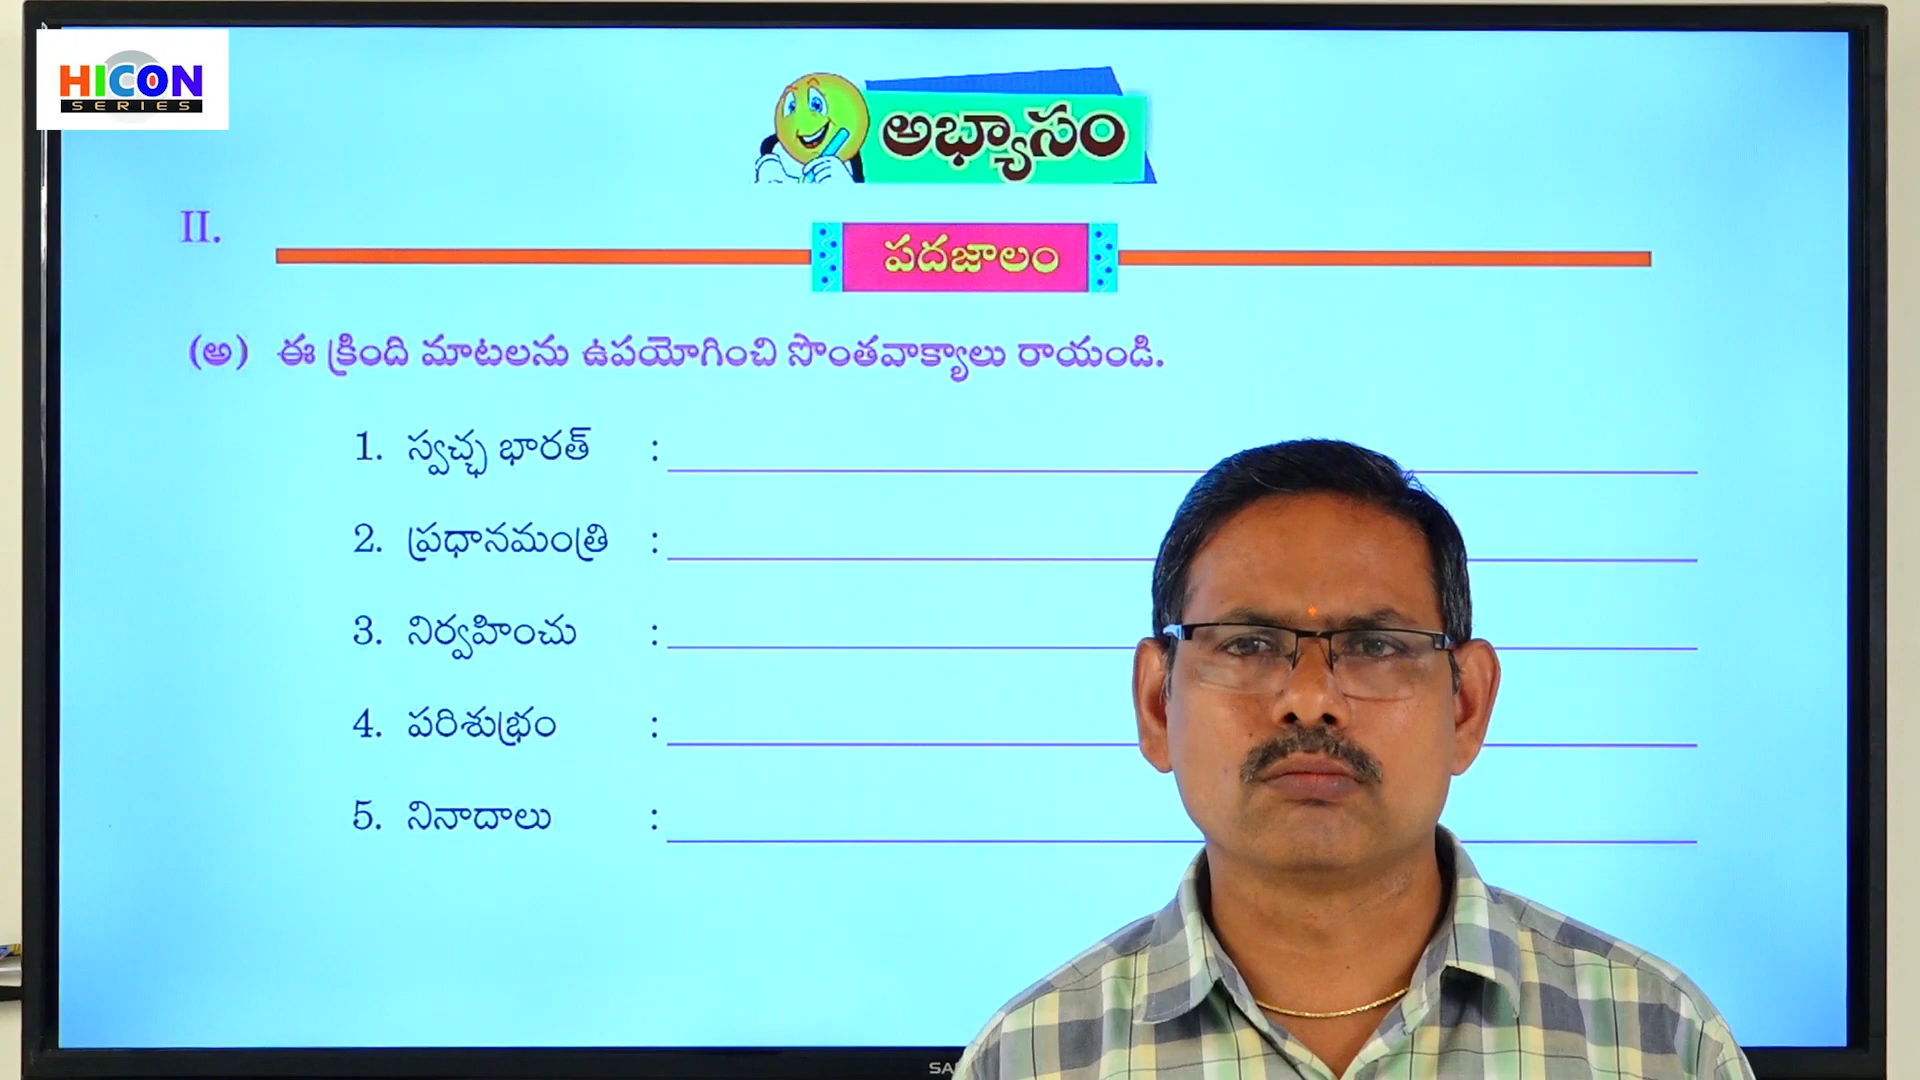 HICON
SERIES
అభ్యాసం
II.
పదజాలం
(అ) ఈ క్రింది మాటలను ఉపయోగించి సొంతవాక్యాలు రాయండి.
1. స్వచ్ఛ భారత్ :
2. ప్రధానమంత్రి :
3. నిర్వహించు :
4. పరిశుభ్రం :
5. నినాదాలు :